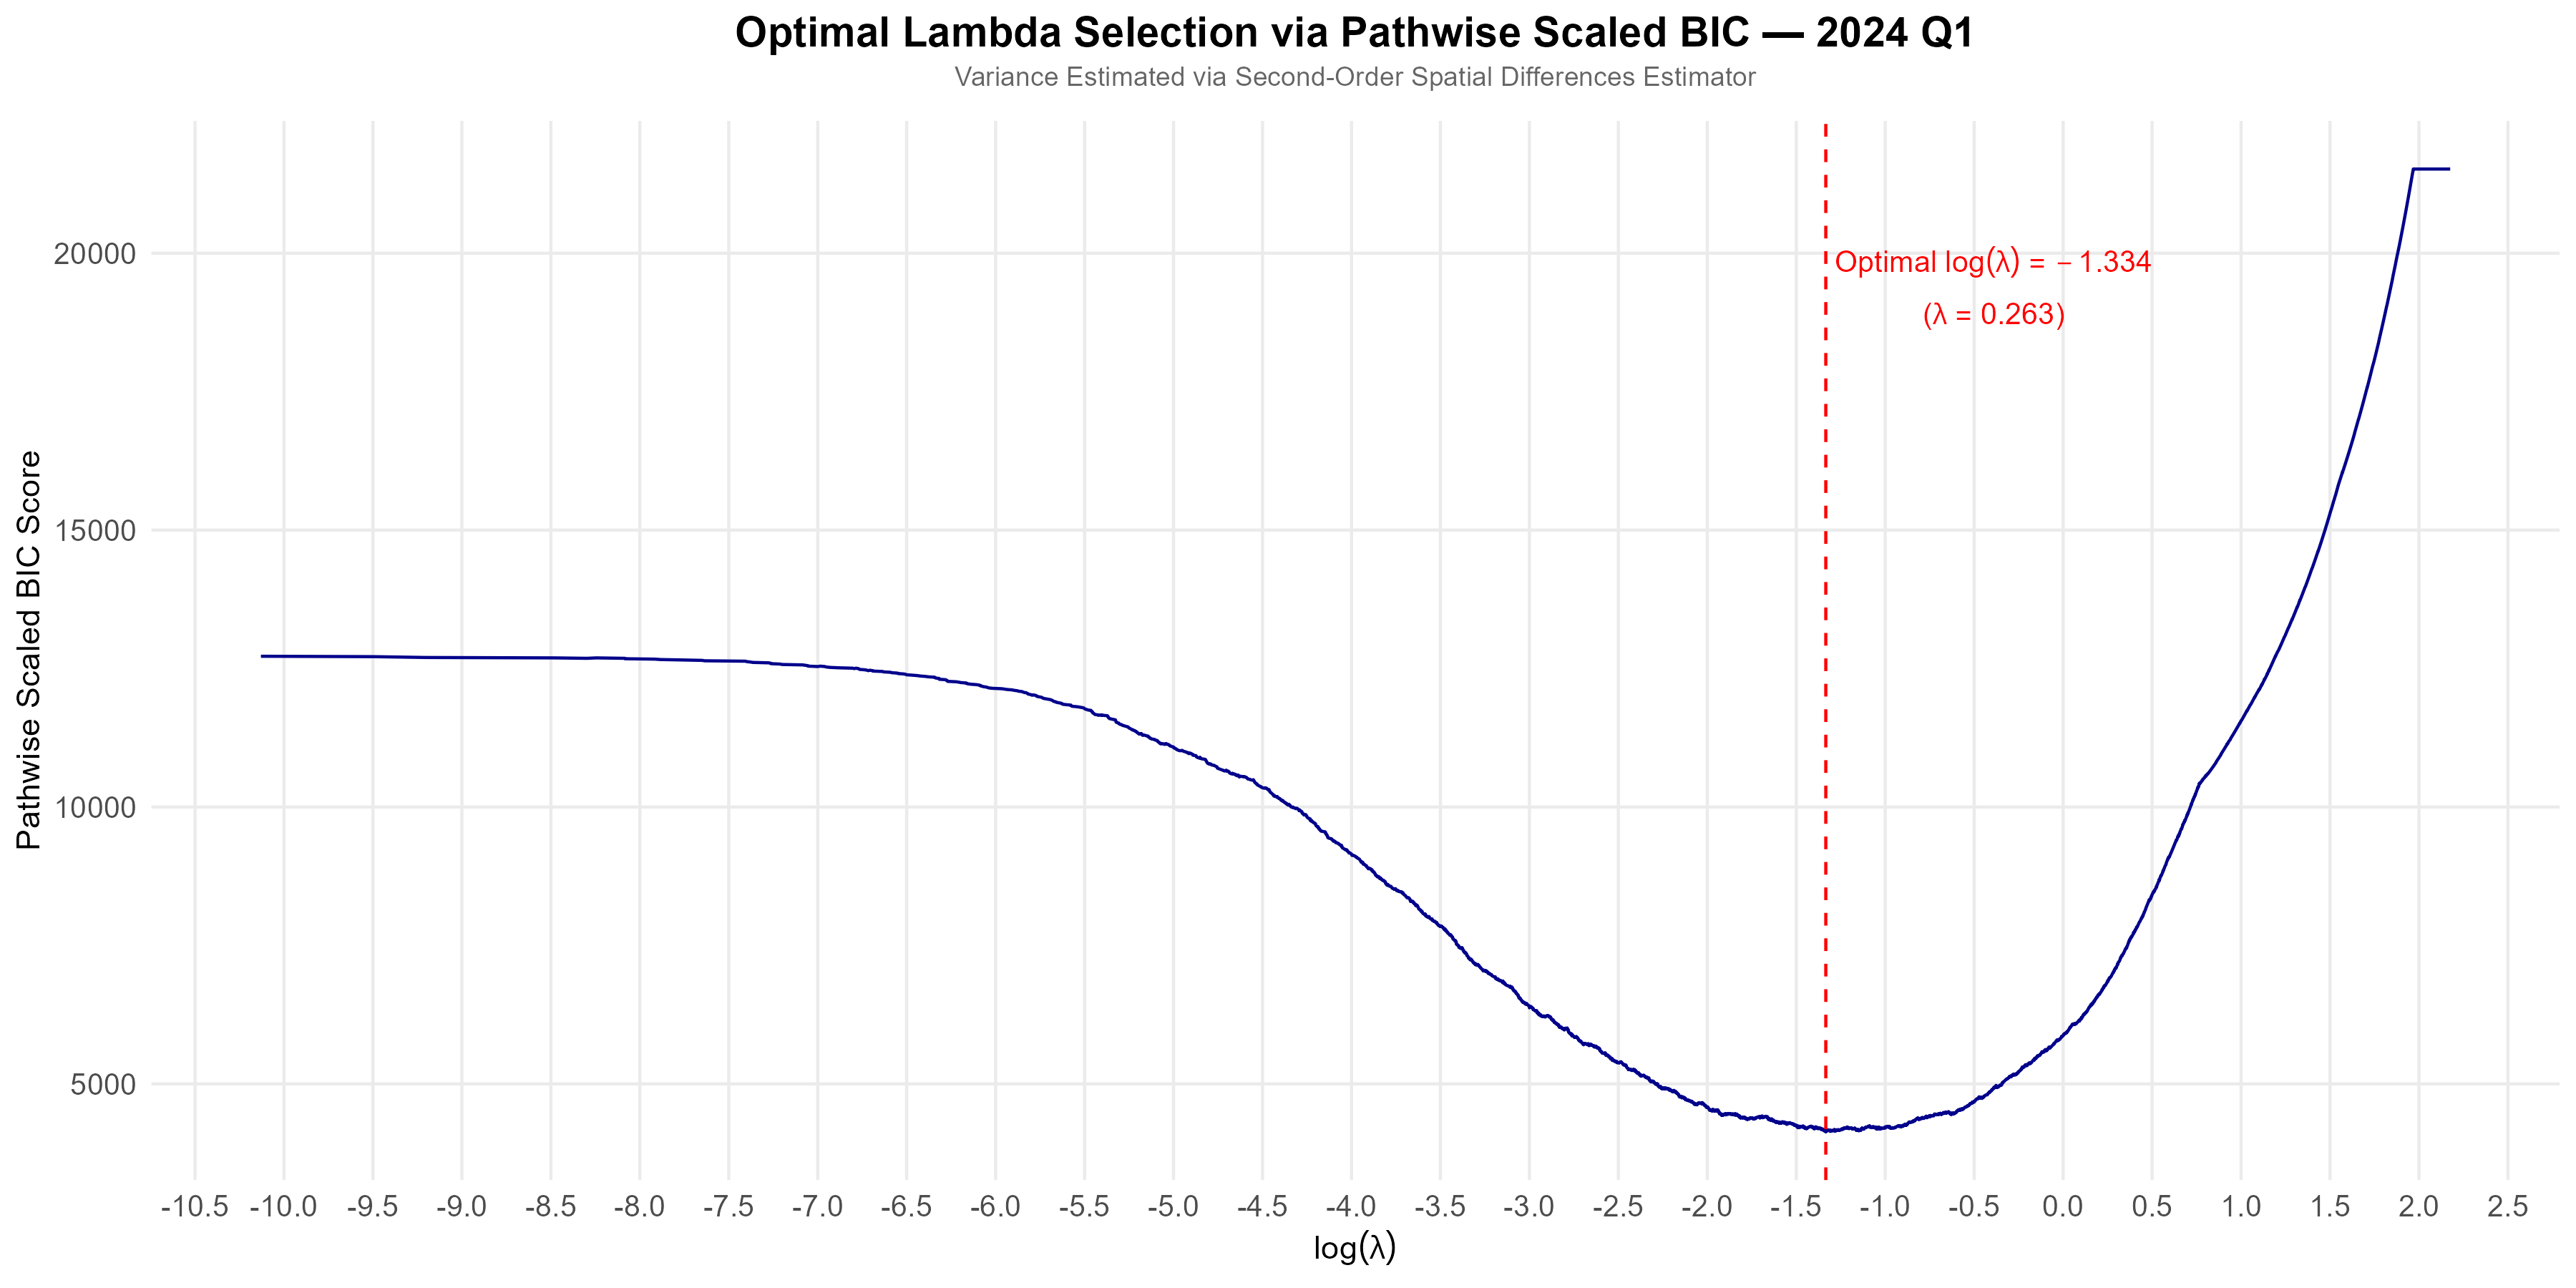 Optimal Lambda Selection via Pathwise Scaled BIC — 2024 Q1
Variance Estimated via Second-Order Spatial Differences Estimator
Pathwise Scaled BIC Score
20000
15000
10000
5000
Optimal log(λ) = − 1.334
(λ = 0.263)
-10.5 -10.0 -9.5 -9.0 -8.5 -8.0 -7.5 -7.0 -6.5 -6.0 -5.5 -5.0 -4.5 -4.0 -3.5 -3.0 -2.5 -2.0 -1.5 -1.0 -0.5 0.0 0.5 1.0 1.5 2.0 2.5
log(λ)